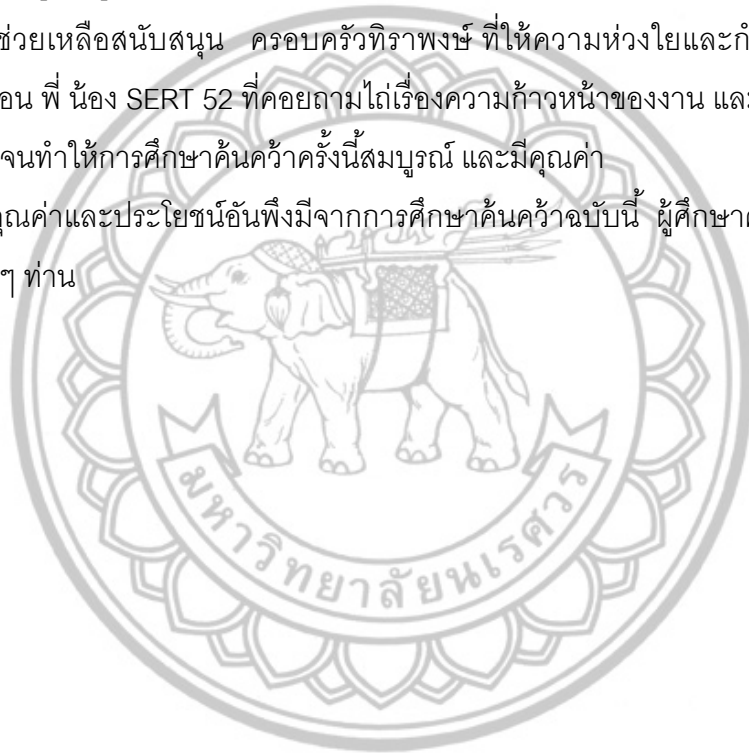 ช่วยเหลือสนับสนุน ครอบครัวทิราพงษ์ ที่ให้ความห่วงใยและ
พี่ น้อง SERT 52 ที่คอยถามไถ่เรื่องความก้าวหน้าของงาน
จนทำให้การศึกษาค้นคว้าครั้งนี้สมบูรณ์ และมีคุณค่า
คุณค่าและประโยชน์อันพึงมีจากการศึกษาค้นคว้าฉบับนี้ ผู้ศึกษา
ๆ ท่าน
มหาวิทยาลัยนเรศวร